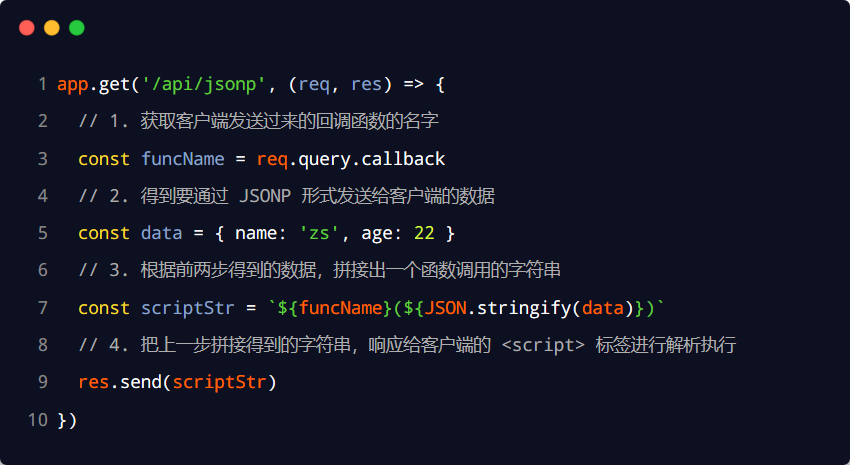 1 app.get('/api/jsonp', (req, res) => {
2   // 1. 获取客户端发送过来的回调函数的名字
3   const funcName = req.query.callback
4   // 2. 得到要通过 JSONP 形式发送给客户端的数据
5   const data = { name: 'zs', age: 22 }
6   // 3. 根据前两步得到的数据，拼接出一个函数调用的字符串
7   const scriptStr = `${funcName}(${JSON.stringify(data)})`
8   // 4. 把上一步拼接得到的字符串，响应给客户端的 <script> 标签进行解析执行
9   res.send(scriptStr)
10 })